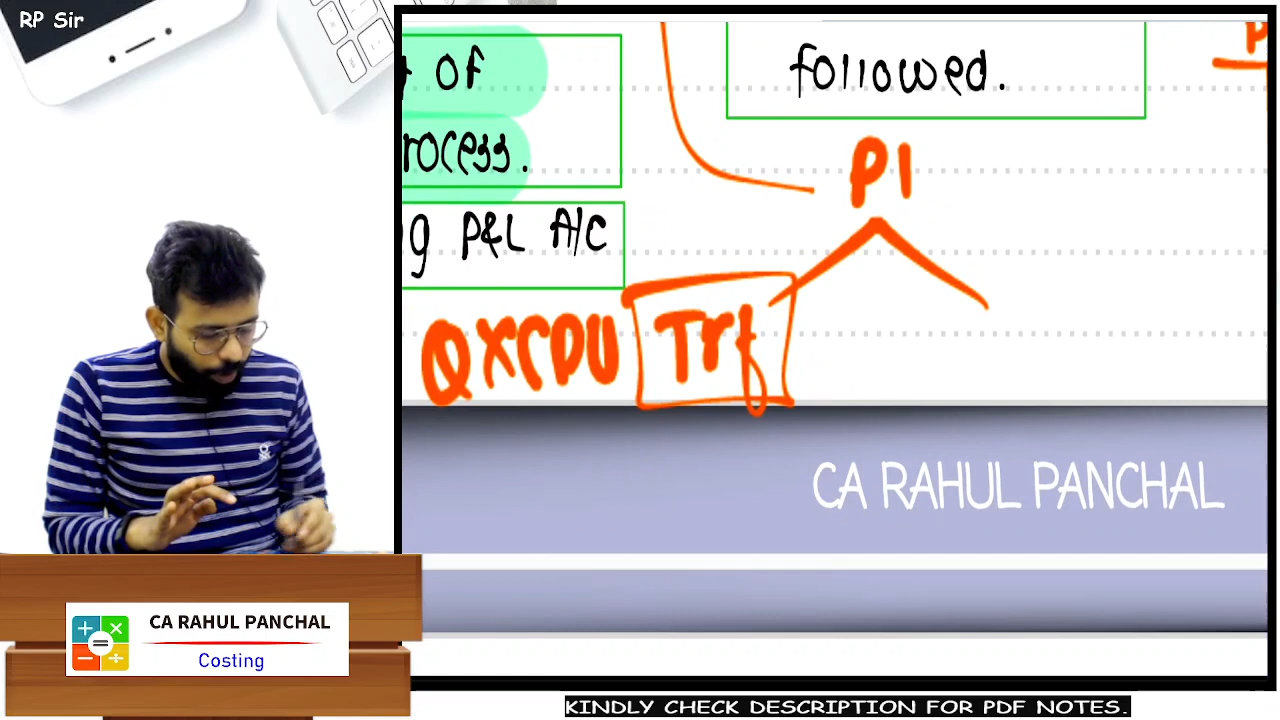 RP Sir
of
rocess.
g P&L A/C
followed.
P1
QXCDU Trf
CA RAHUL PANCHAL
CA RAHUL PANCHAL
Costing
KINDLY CHECK DESCRIPTION FOR PDF NOTES.